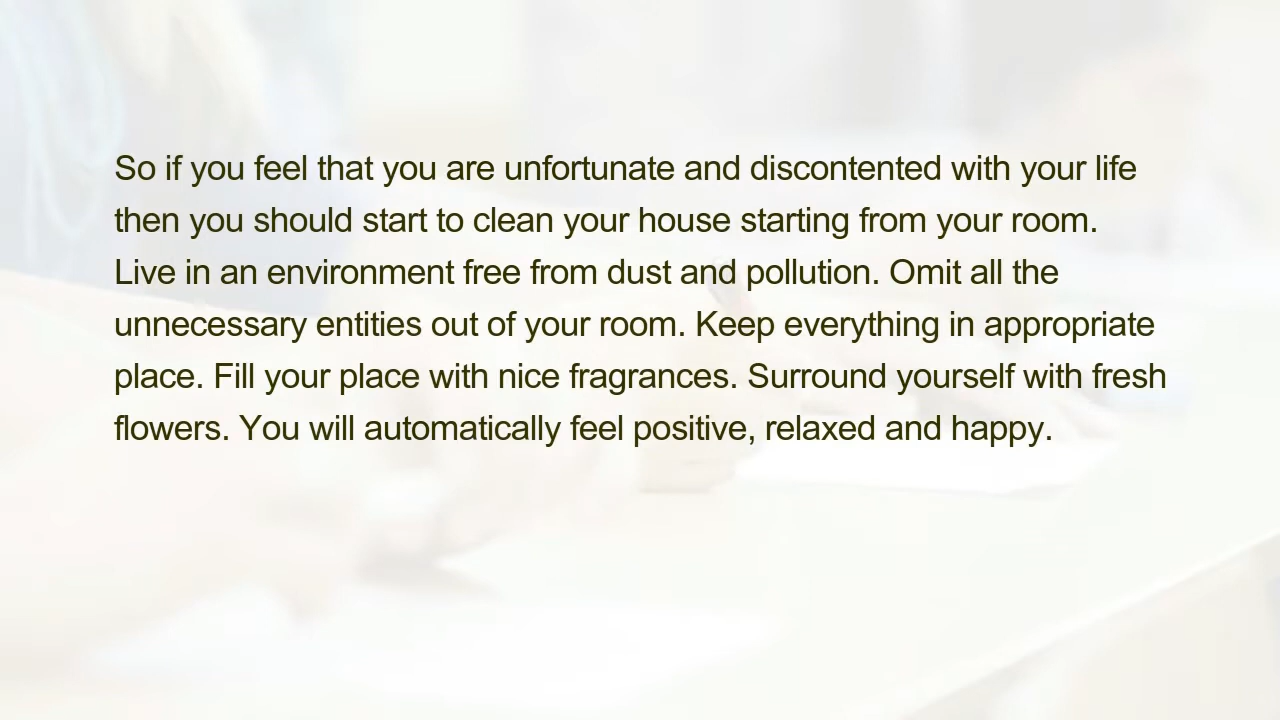 So if you feel that you are unfortunate and discontented with your life
then you should start to clean your house starting from your room.
Live in an environment free from dust and pollution. Omit all the
unnecessary entities out of your room. Keep everything in appropriate
place. Fill your place with nice fragrances. Surround yourself with fresh
flowers. You will automatically feel positive, relaxed and happy.